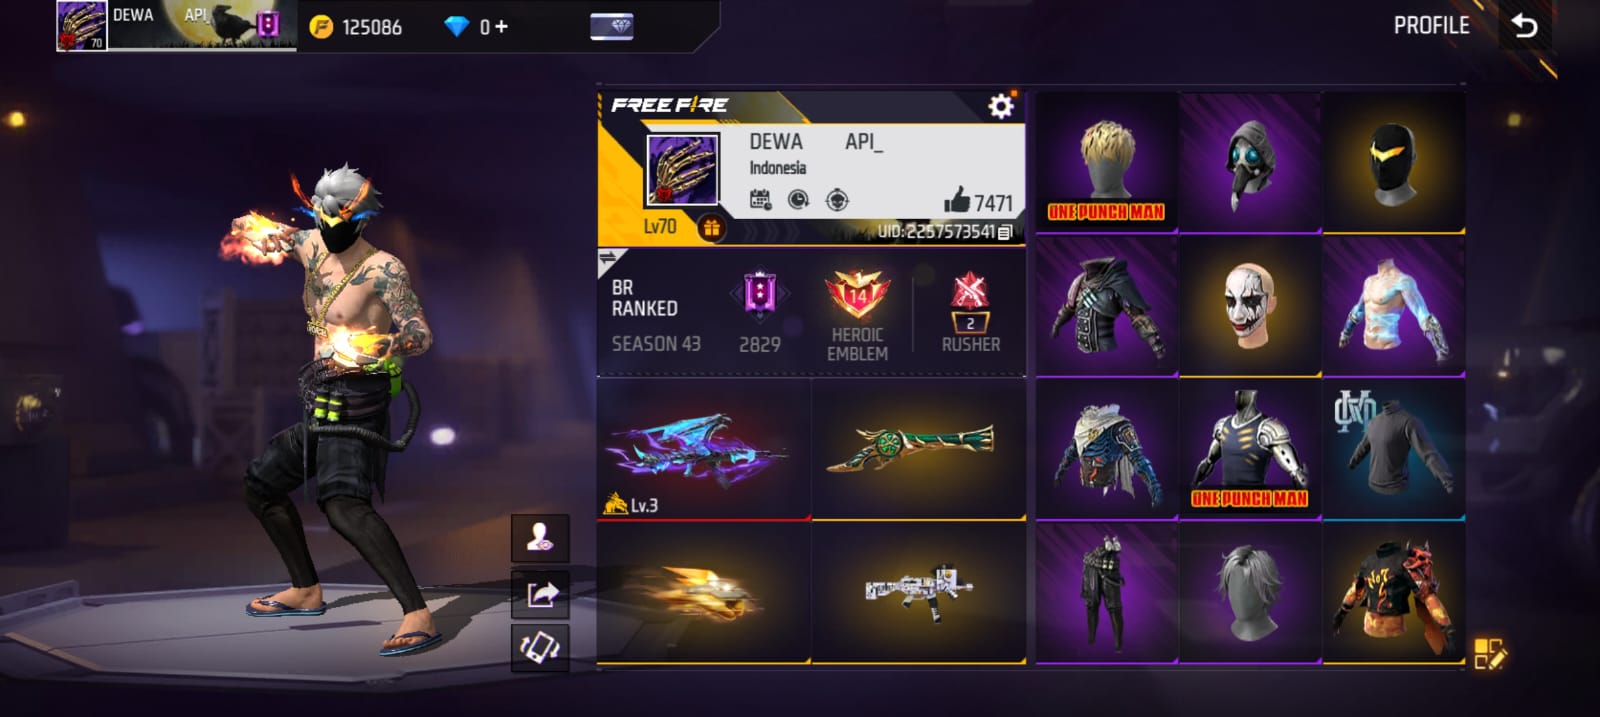 DEWA API_
70
125086
0 +
PROFILE
FREE FIRE
DEWA API_
Indonesia
7471
Lv70
UID:2257573541
BR
RANKED
SEASON 43
2829
14
HEROIC
EMBLEM
2
RUSHER
Lv.3
ONE PUNCH MAN
ONE PUNCH MAN
No7